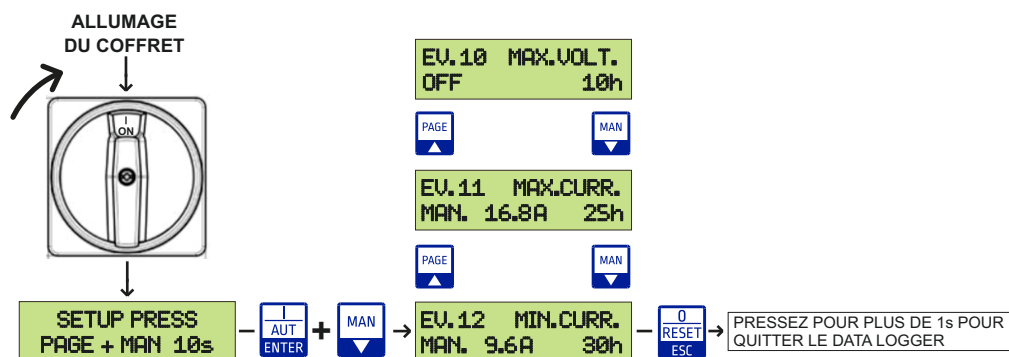 ALLUMAGE
DU COFFRET
I
ON
SETUP PRESS
PAGE + MAN 10s
I
AUT
ENTER
+
MAN
EV.10 MAX.VOLT.
OFF 10h
PAGE
MAN
EV.11 MAX.CURR.
MAN. 16.8A 25h
PAGE
MAN
EV.12 MIN.CURR.
MAN. 9.6A 30h
0
RESET
ESC
PRESSEZ POUR PLUS DE 1s POUR
QUITTER LE DATA LOGGER